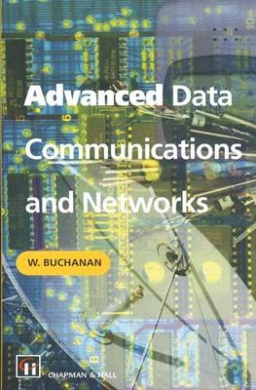 Advanced Data
Communications
and Networks
W. BUCHANAN
CHAPMAN & HALL